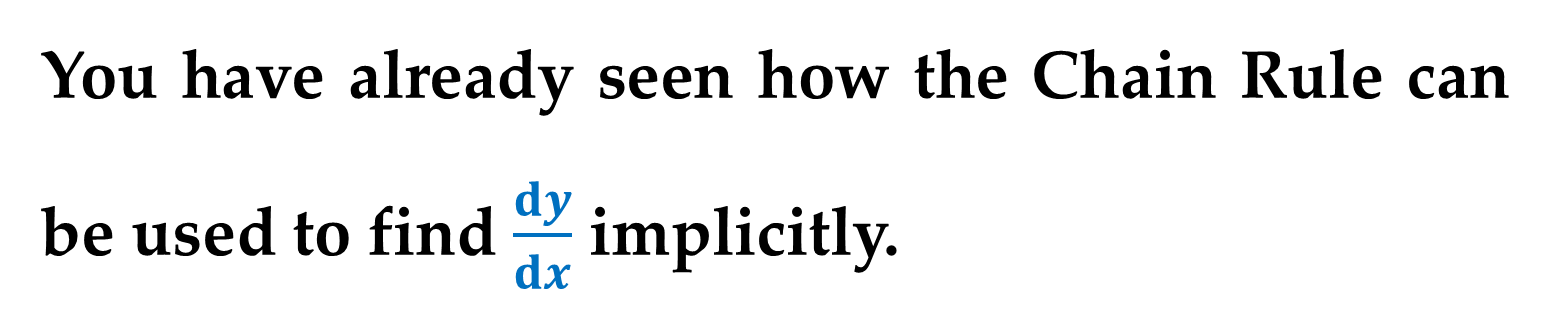 You have already seen how the Chain Rule can
be used to find dy/dx implicitly.